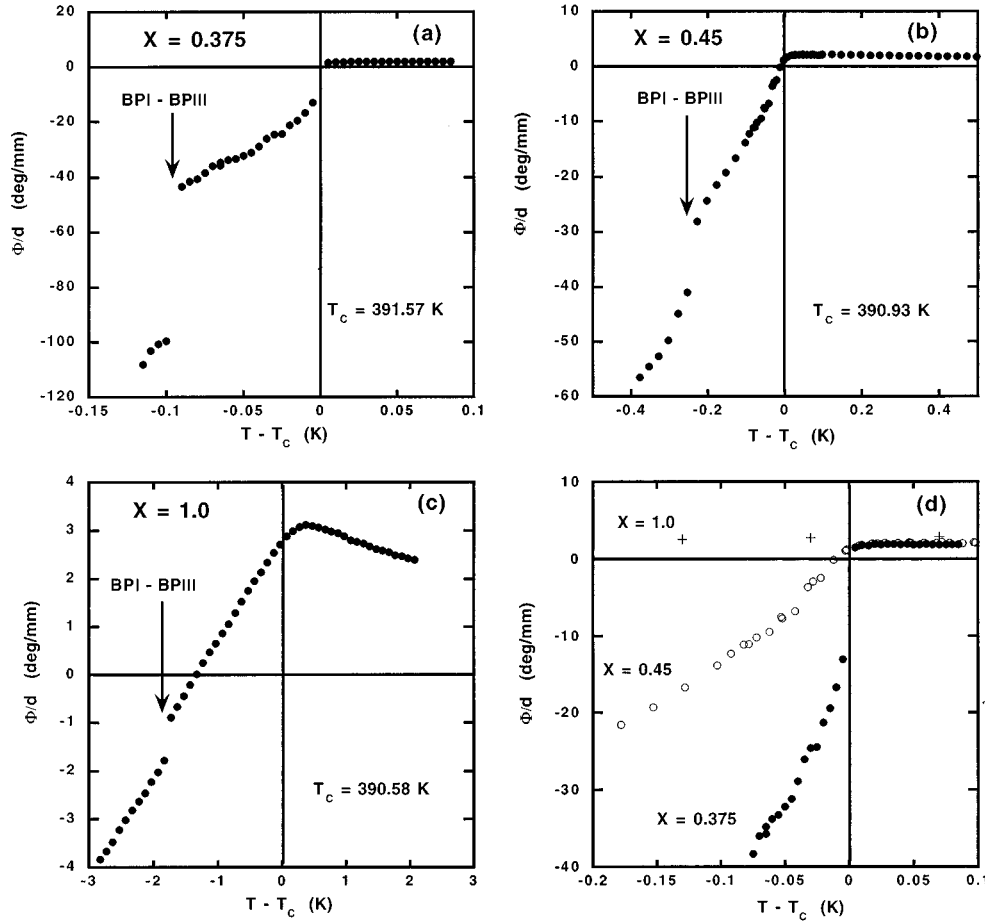 X = 0.375
(a)
BPI - BPIII
T_C = 391.57 K
Φ/d (deg/mm)
20
0
-20
-40
-60
-80
-100
-120
-0.15
-0.1
-0.05
0
0.05
0.1
T - T_C (K)
X = 0.45
(b)
BPI - BPIII
T_C = 390.93 K
Φ/d (deg/mm)
10
0
-10
-20
-30
-40
-50
-60
-0.4
-0.2
0
0.2
0.4
T - T_C (K)
X = 1.0
(c)
BPI - BPIII
T_C = 390.58 K
Φ/d (deg/mm)
4
3
2
1
0
-1
-2
-3
-4
-3
-2
-1
0
1
2
3
T - T_C (K)
(d)
X = 1.0
X = 0.45
X = 0.375
Φ/d (deg/mm)
10
0
-10
-20
-30
-40
-0.2
-0.15
-0.1
-0.05
0
0.05
0.1
T - T_C (K)